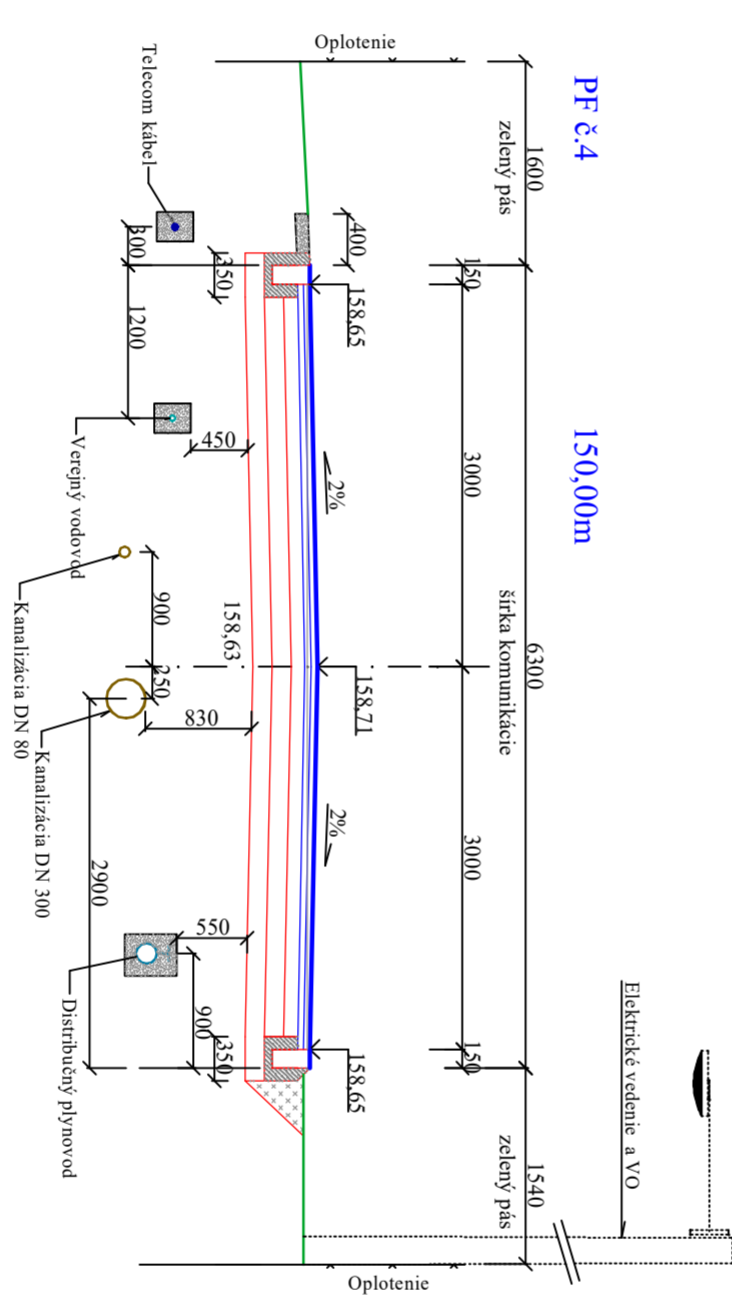 PF č.4
150,00m
Oplotenie
1600
zelený pás
6300
šírka komunikácie
1540
zelený pás
150
3000
3000
150
400
158,65
158,71
158,65
2%
2%
Elektrické vedenie a VO
Telecom kábel
300
350
1200
450
Verejný vodovod
900
158,63
250
830
Kanalizácia DN 80
Kanalizácia DN 300
2900
550
900
350
Distribučný plynovod
Oplotenie